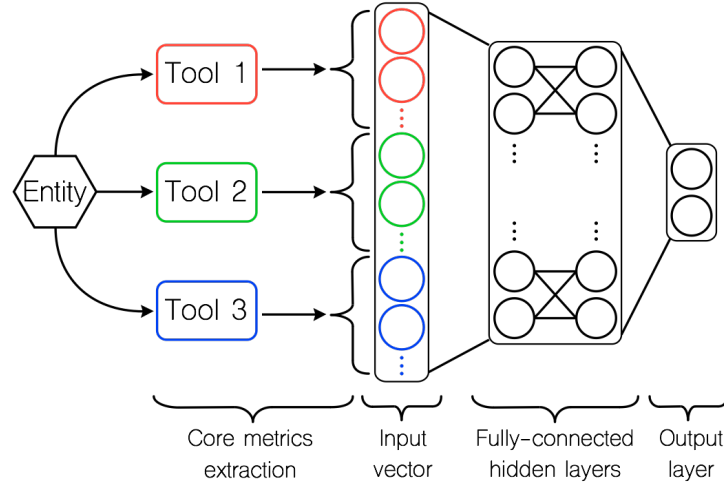 Tool 1
Entity
Tool 2
Tool 3
Core metrics
extraction
Input
vector
Fully-connected
hidden layers
Output
layer